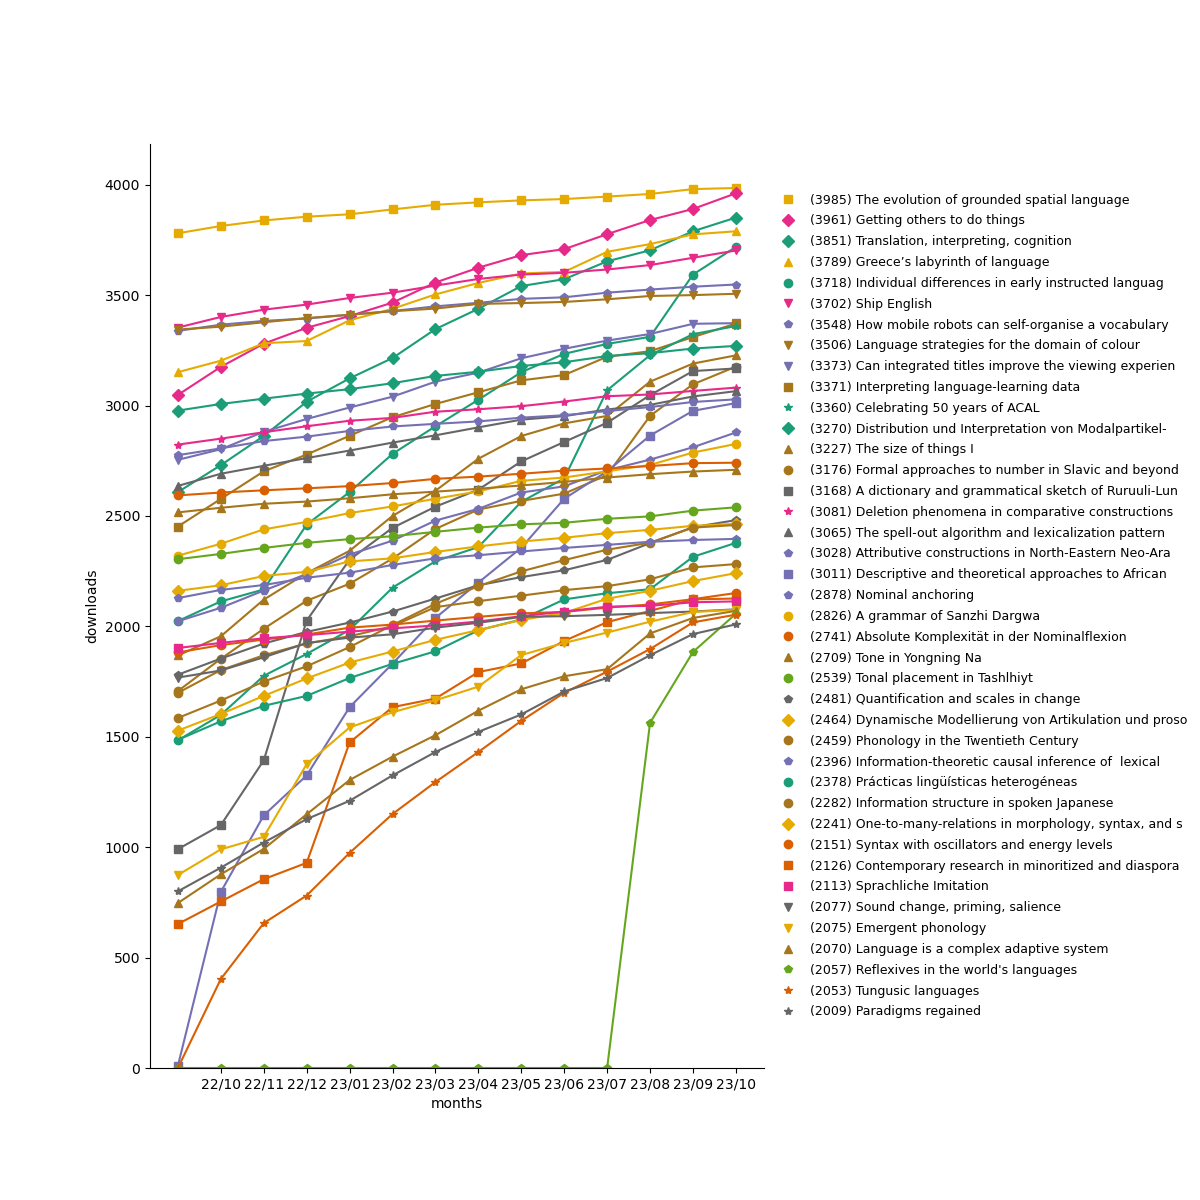 4000
3500
3000
2500
2000
1500
1000
500
0
downloads
22/10 22/11 22/12 23/01 23/02 23/03 23/04 23/05 23/06 23/07 23/08 23/09 23/10
months
(3985) The evolution of grounded spatial language
(3961) Getting others to do things
(3851) Translation, interpreting, cognition
(3789) Greece’s labyrinth of language
(3718) Individual differences in early instructed languag
(3702) Ship English
(3548) How mobile robots can self-organise a vocabulary
(3506) Language strategies for the domain of colour
(3373) Can integrated titles improve the viewing experien
(3371) Interpreting language-learning data
(3360) Celebrating 50 years of ACAL
(3270) Distribution und Interpretation von Modalpartikel-
(3227) The size of things I
(3176) Formal approaches to number in Slavic and beyond
(3168) A dictionary and grammatical sketch of Ruruuli-Lun
(3081) Deletion phenomena in comparative constructions
(3065) The spell-out algorithm and lexicalization pattern
(3028) Attributive constructions in North-Eastern Neo-Ara
(3011) Descriptive and theoretical approaches to African
(2878) Nominal anchoring
(2826) A grammar of Sanzhi Dargwa
(2741) Absolute Komplexität in der Nominalflexion
(2709) Tone in Yongning Na
(2539) Tonal placement in Tashlhiyt
(2481) Quantification and scales in change
(2464) Dynamische Modellierung von Artikulation und proso
(2459) Phonology in the Twentieth Century
(2396) Information-theoretic causal inference of  lexical
(2378) Prácticas lingüísticas heterogéneas
(2282) Information structure in spoken Japanese
(2241) One-to-many-relations in morphology, syntax, and s
(2151) Syntax with oscillators and energy levels
(2126) Contemporary research in minoritized and diaspora
(2113) Sprachliche Imitation
(2077) Sound change, priming, salience
(2075) Emergent phonology
(2070) Language is a complex adaptive system
(2057) Reflexives in the world's languages
(2053) Tungusic languages
(2009) Paradigms regained